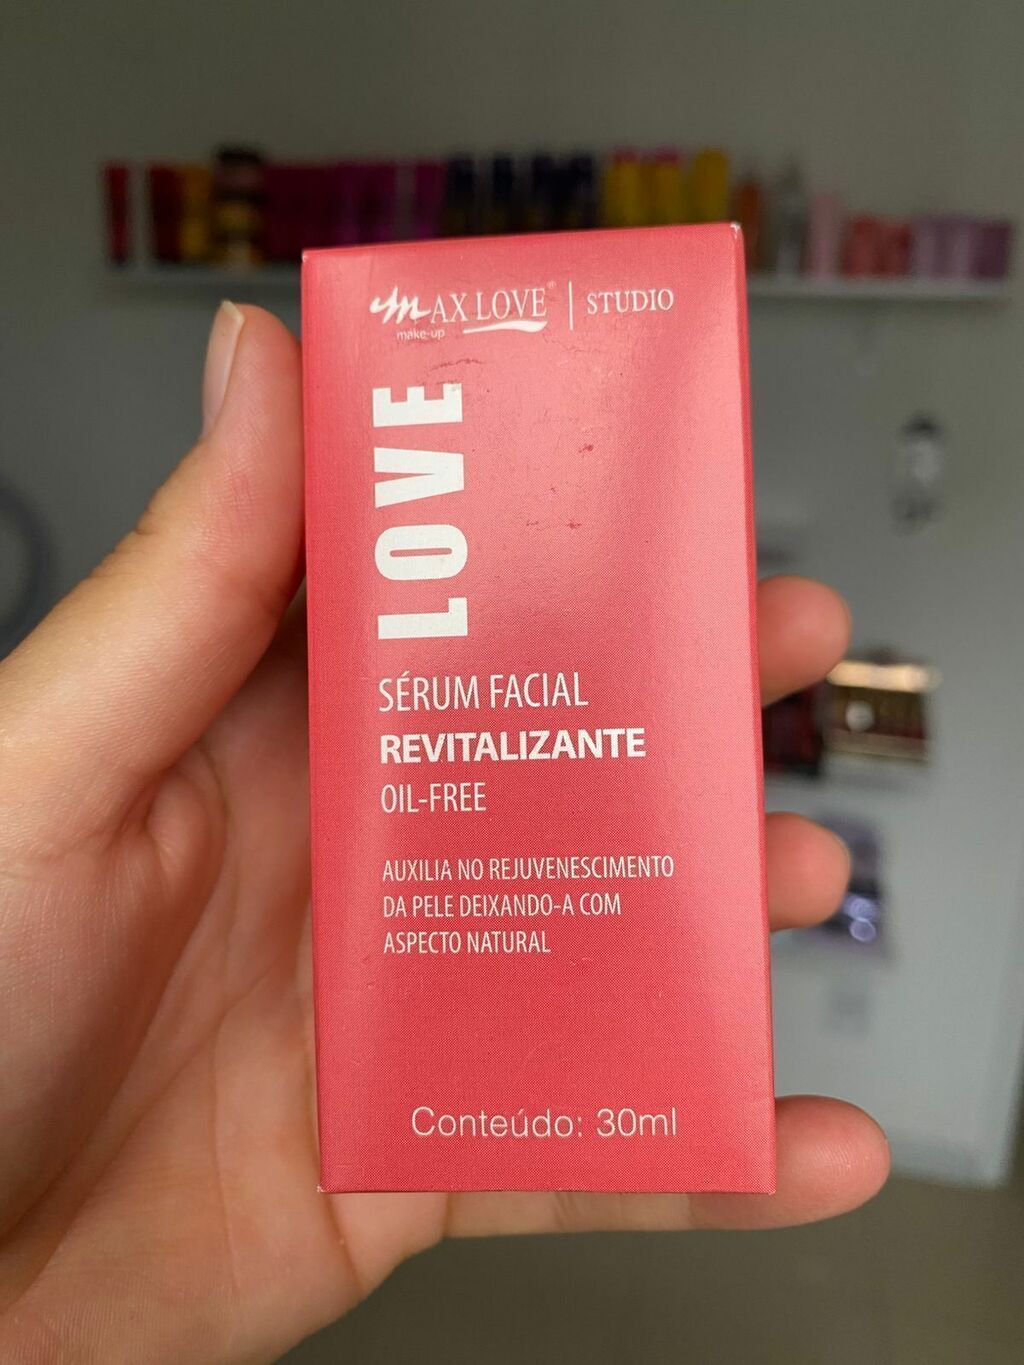 MAX LOVE® | STUDIO
make-up
LOVE
SÉRUM FACIAL
REVITALIZANTE
OIL-FREE
AUXILIA NO REJUVENESCIMENTO
DA PELE DEIXANDO-A COM
ASPECTO NATURAL
Conteúdo: 30ml